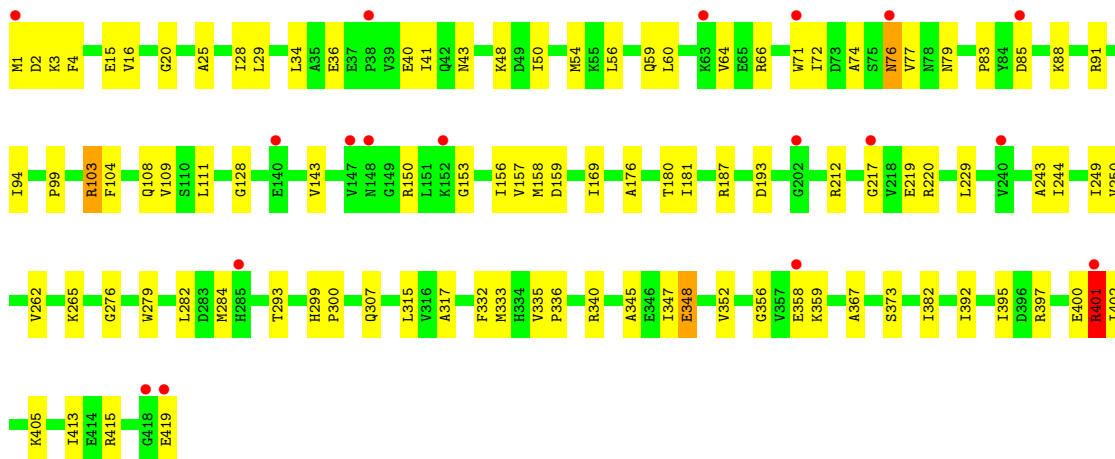 M1 D2 K3 F4 E15 V16 G20 A25 I28 L29 L34 A35 E36 E37 P38 V39 E40 I41 Q42 N43 K48 D49 I50 M54 K55 L56 Q59 L60 K63 V64 E65 R66 W71 I72 D73 A74 S75 N76 V77 N78 N79 P83 Y84 D85 K88 R91
I94 P99 R103 F104 Q108 V109 S110 L111 G128 E140 V143 V147 N148 G149 R150 L151 K152 G153 I156 V157 M158 D159 I169 A176 T180 I181 R187 D193 G202 R212 G217 V218 E219 R220 L229 V240 A243 I244 I249
V262 K265 G276 W279 L282 D283 M284 H285 T293 H299 P300 Q307 L315 V316 A317 F332 M333 H334 V335 P336 R340 A345 E346 I347 E348 V352 G356 V357 E358 K359 A367 S373 I382 I392 I395 D396 R397 E400 R401
K405 I413 E414 R415 G418 E419